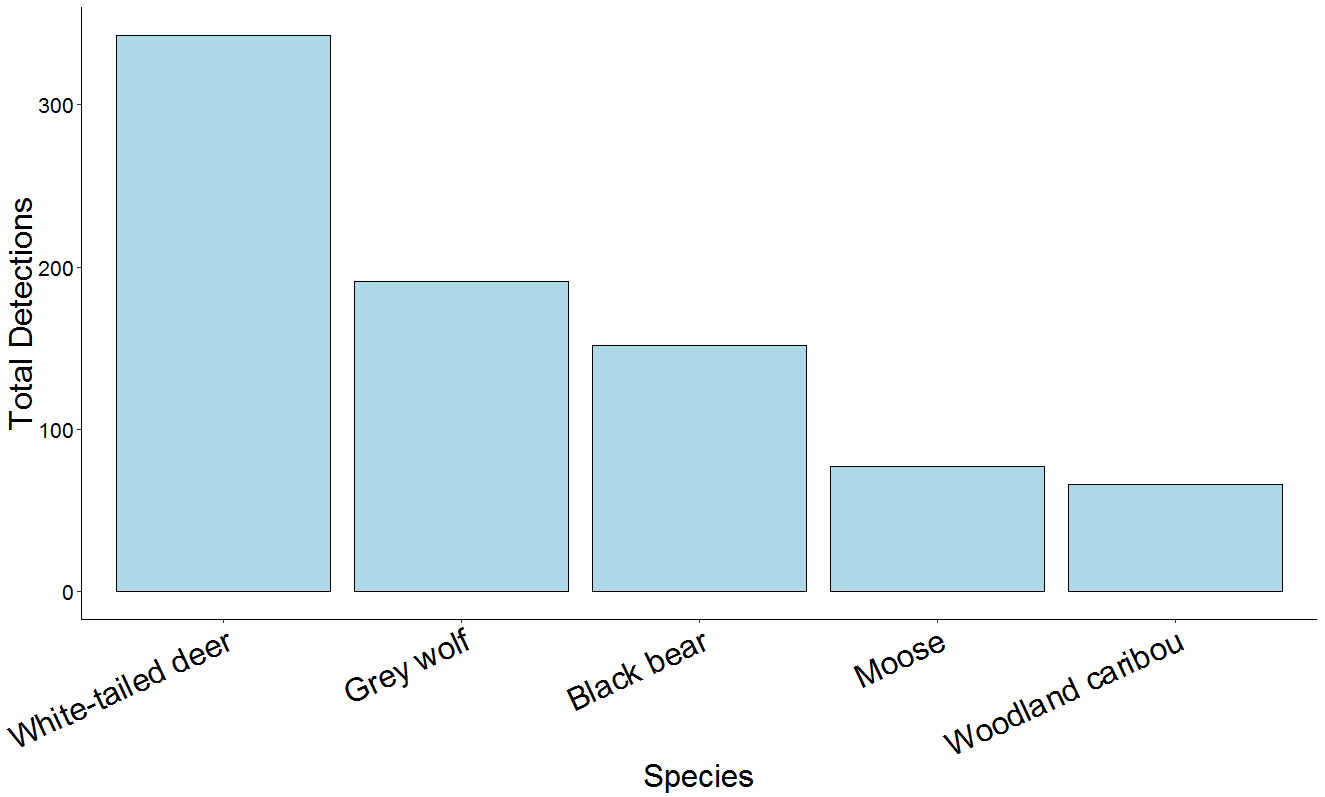 Total Detections
300
200
100
0
White-tailed deer
Grey wolf
Black bear
Moose
Woodland caribou
Species